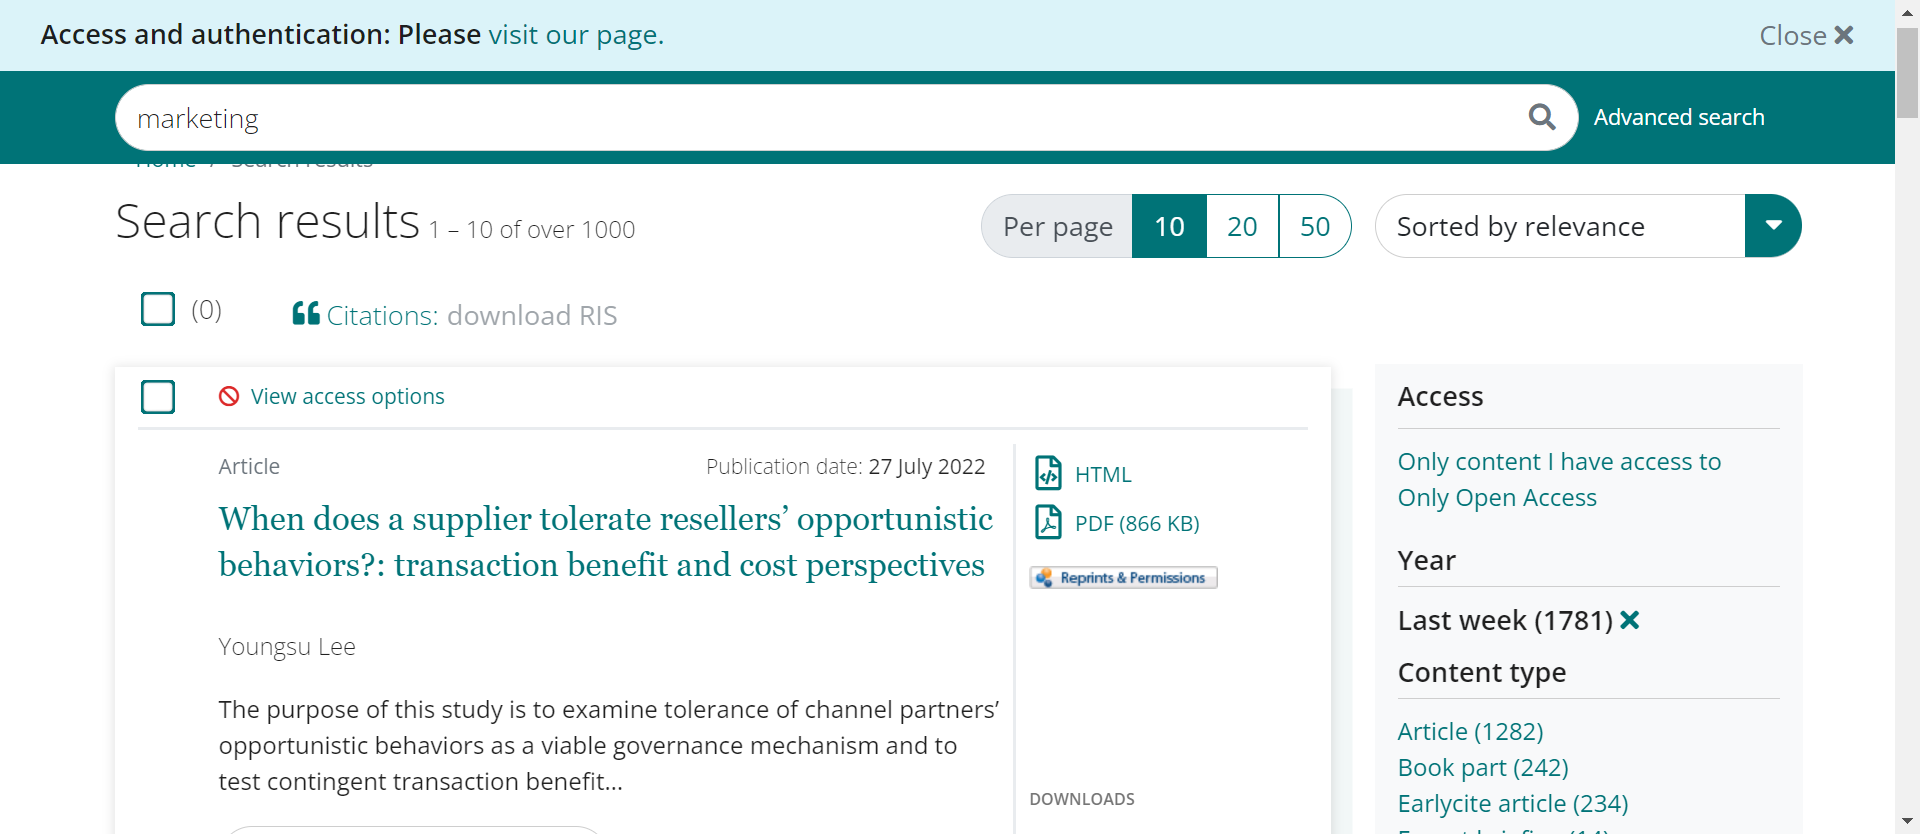 Access and authentication: Please visit our page.
Close
marketing
Advanced search
Home / Search results
Search results 1 – 10 of over 1000
Per page 10 20 50
Sorted by relevance
(0)
Citations: download RIS
View access options
Article
Publication date: 27 July 2022
When does a supplier tolerate resellers’ opportunistic
behaviors?: transaction benefit and cost perspectives
Youngsu Lee
The purpose of this study is to examine tolerance of channel partners’
opportunistic behaviors as a viable governance mechanism and to
test contingent transaction benefit…
HTML
PDF (866 KB)
Reprints & Permissions
DOWNLOADS
Access
Only content I have access to
Only Open Access
Year
Last week (1781)
Content type
Article (1282)
Book part (242)
Earlycite article (234)